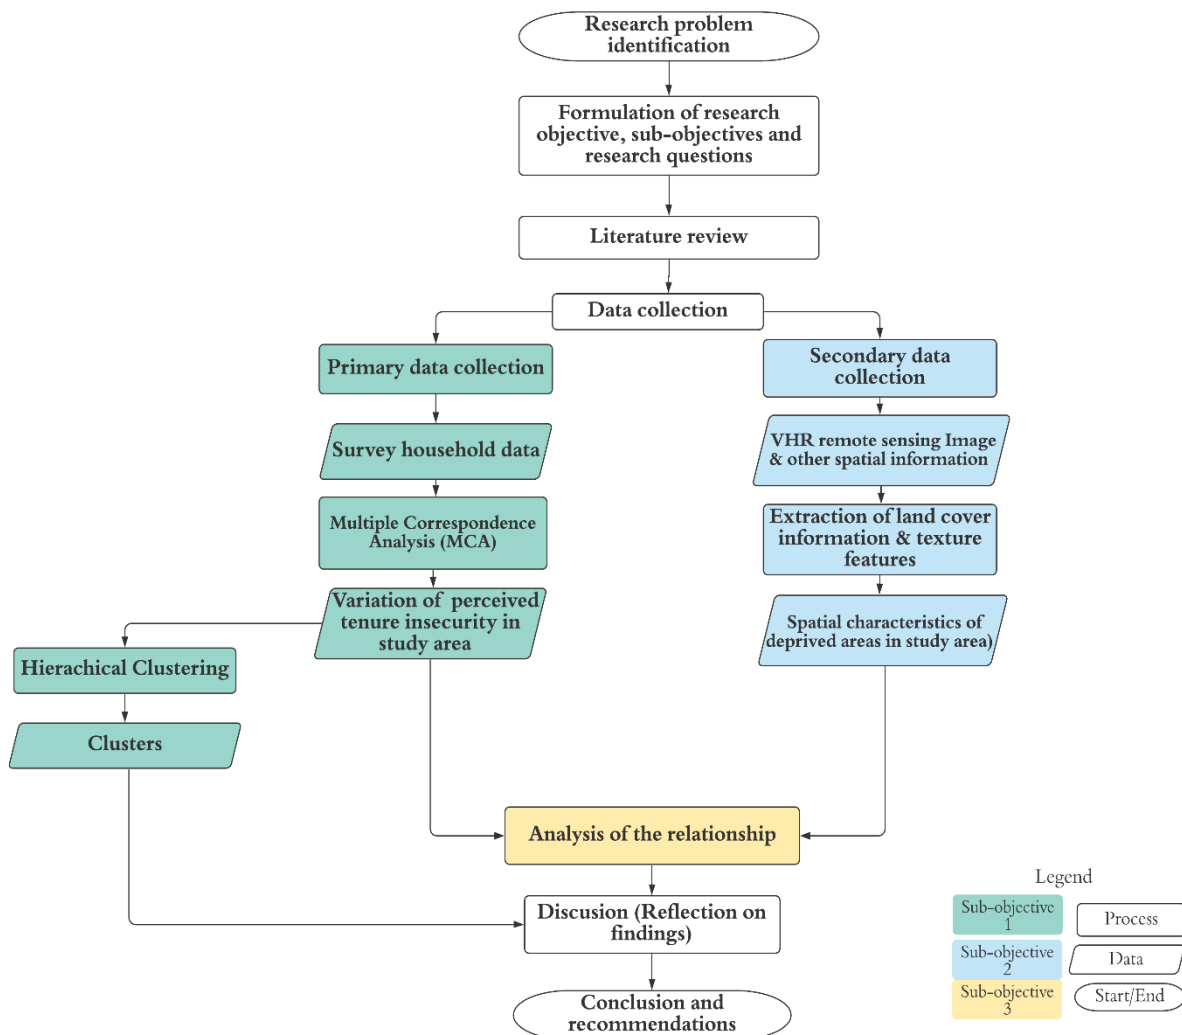 Research problem
identification
Formulation of research
objective, sub-objectives and
research questions
Literature review
Data collection
Primary data collection
Secondary data
collection
Survey household data
VHR remote sensing Image
& other spatial information
Multiple Correspondence
Analysis (MCA)
Extraction of land cover
information & texture
features
Variation of perceived
tenure insecurity in
study area
Spatial characteristics of
deprived areas in study area)
Hierachical Clustering
Clusters
Analysis of the relationship
Discusion (Reflection on
findings)
Conclusion and
recommendations
Legend
Sub-objective
1
Process
Sub-objective
2
Data
Sub-objective
3
Start/End